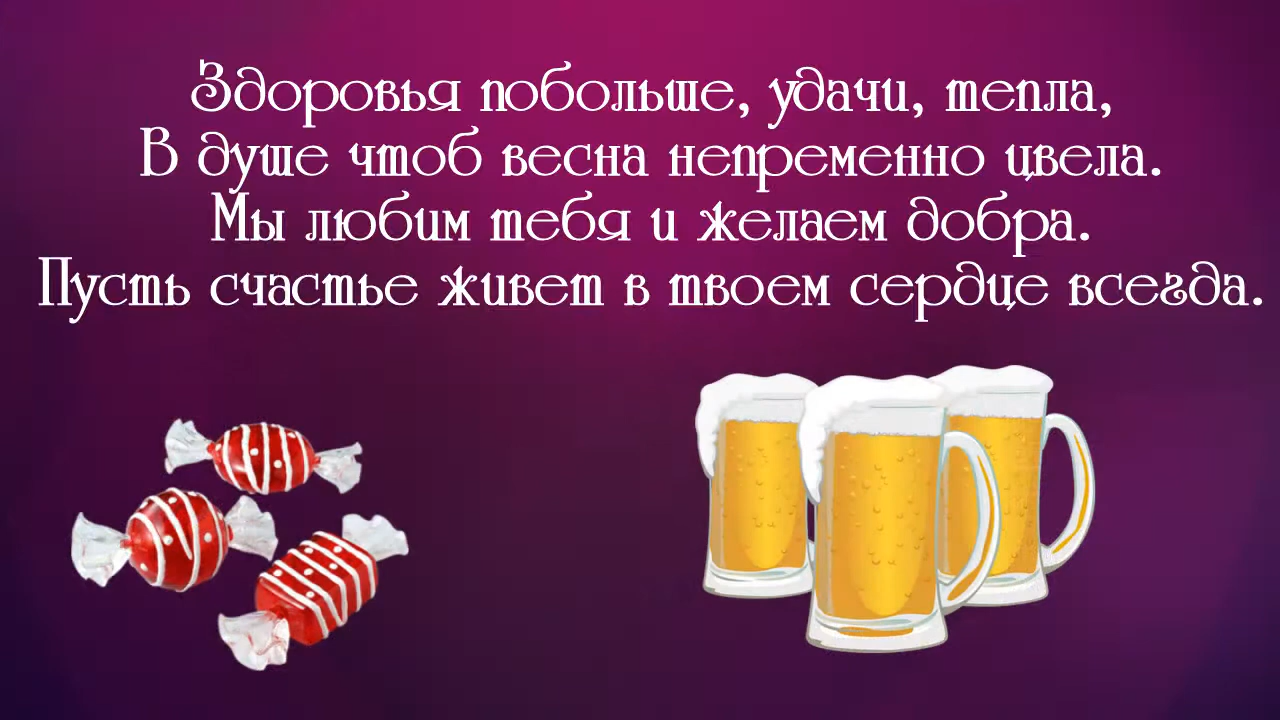 Здоровья побольше, удачи, тепла,
В душе чтоб весна непременно цвела.
Мы любим тебя и желаем добра.
Пусть счастье живет в твоем сердце всегда.